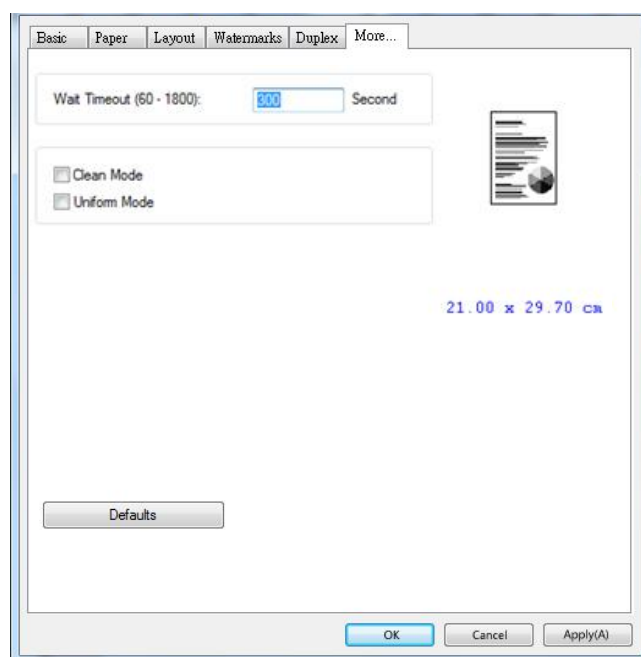 Basic Paper Layout Watermarks Duplex More...
Wait Timeout (60 - 1800): 300 Second
Clean Mode
Uniform Mode
21.00 x 29.70 cm
Defaults
OK Cancel Apply(A)